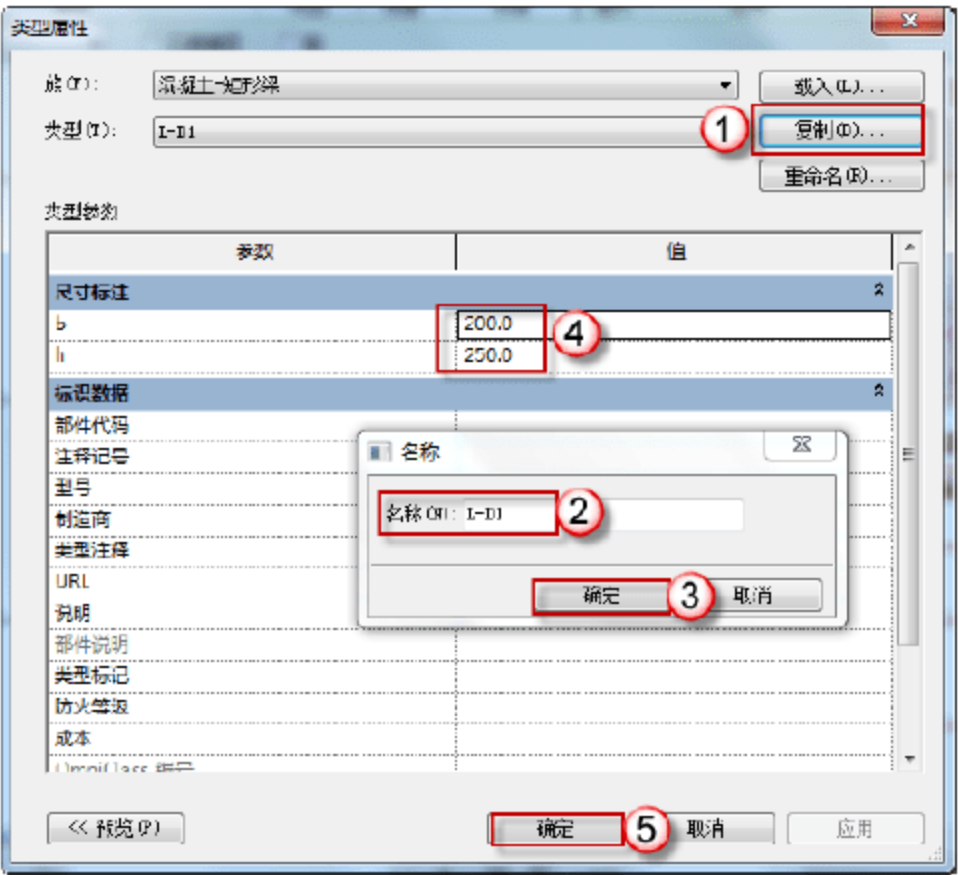 类型属性
族(F): 混凝土-矩形梁 载入(L)...
类型(T): L-D1 ① 复制(D)...
重命名(R)...
类型参数
参数 值
尺寸标注
b 200.0 ④
h 250.0
标识数据
部件代码
注释记号
型号
制造商
类型注释
URL
说明
部件说明
类型标记
防火等级
成本
OmniClass 编号
名称
名称(N): L-D1 ②
确定 ③ 取消
<< 预览(P) 确定 ⑤ 取消 应用